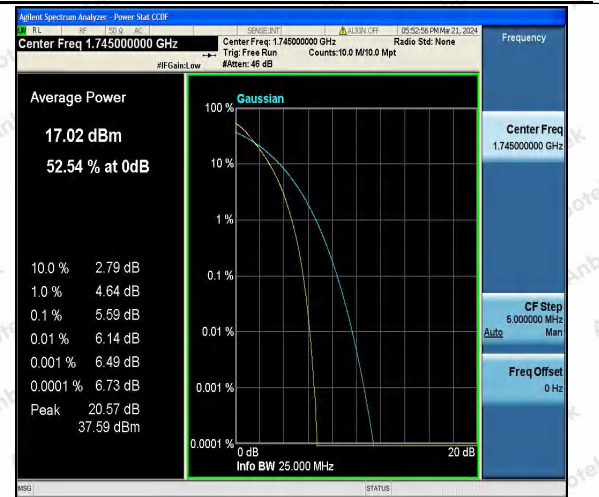 Agilent Spectrum Analyzer - Power Stat CCDF
RL RF 50 Ω AC SENSE:INT ALIGN OFF 05:52:56 PM Mar 21, 2024
Center Freq 1.745000000 GHz
Center Freq: 1.745000000 GHz Radio Std: None
Trig: Free Run Counts:10.0 M/10.0 Mpt
#IFGain:Low #Atten: 46 dB
Frequency
Average Power
17.02 dBm
52.54 % at 0dB
10.0 % 2.79 dB
1.0 % 4.64 dB
0.1 % 5.59 dB
0.01 % 6.14 dB
0.001 % 6.49 dB
0.0001 % 6.73 dB
Peak 20.57 dB
37.59 dBm
Gaussian
100 %
10 %
1 %
0.1 %
0.01 %
0.001 %
0.0001 %
0 dB 20 dB
Info BW 25.000 MHz
Center Freq
1.745000000 GHz
CF Step
5.000000 MHz
Auto Man
Freq Offset
0 Hz
MSG STATUS